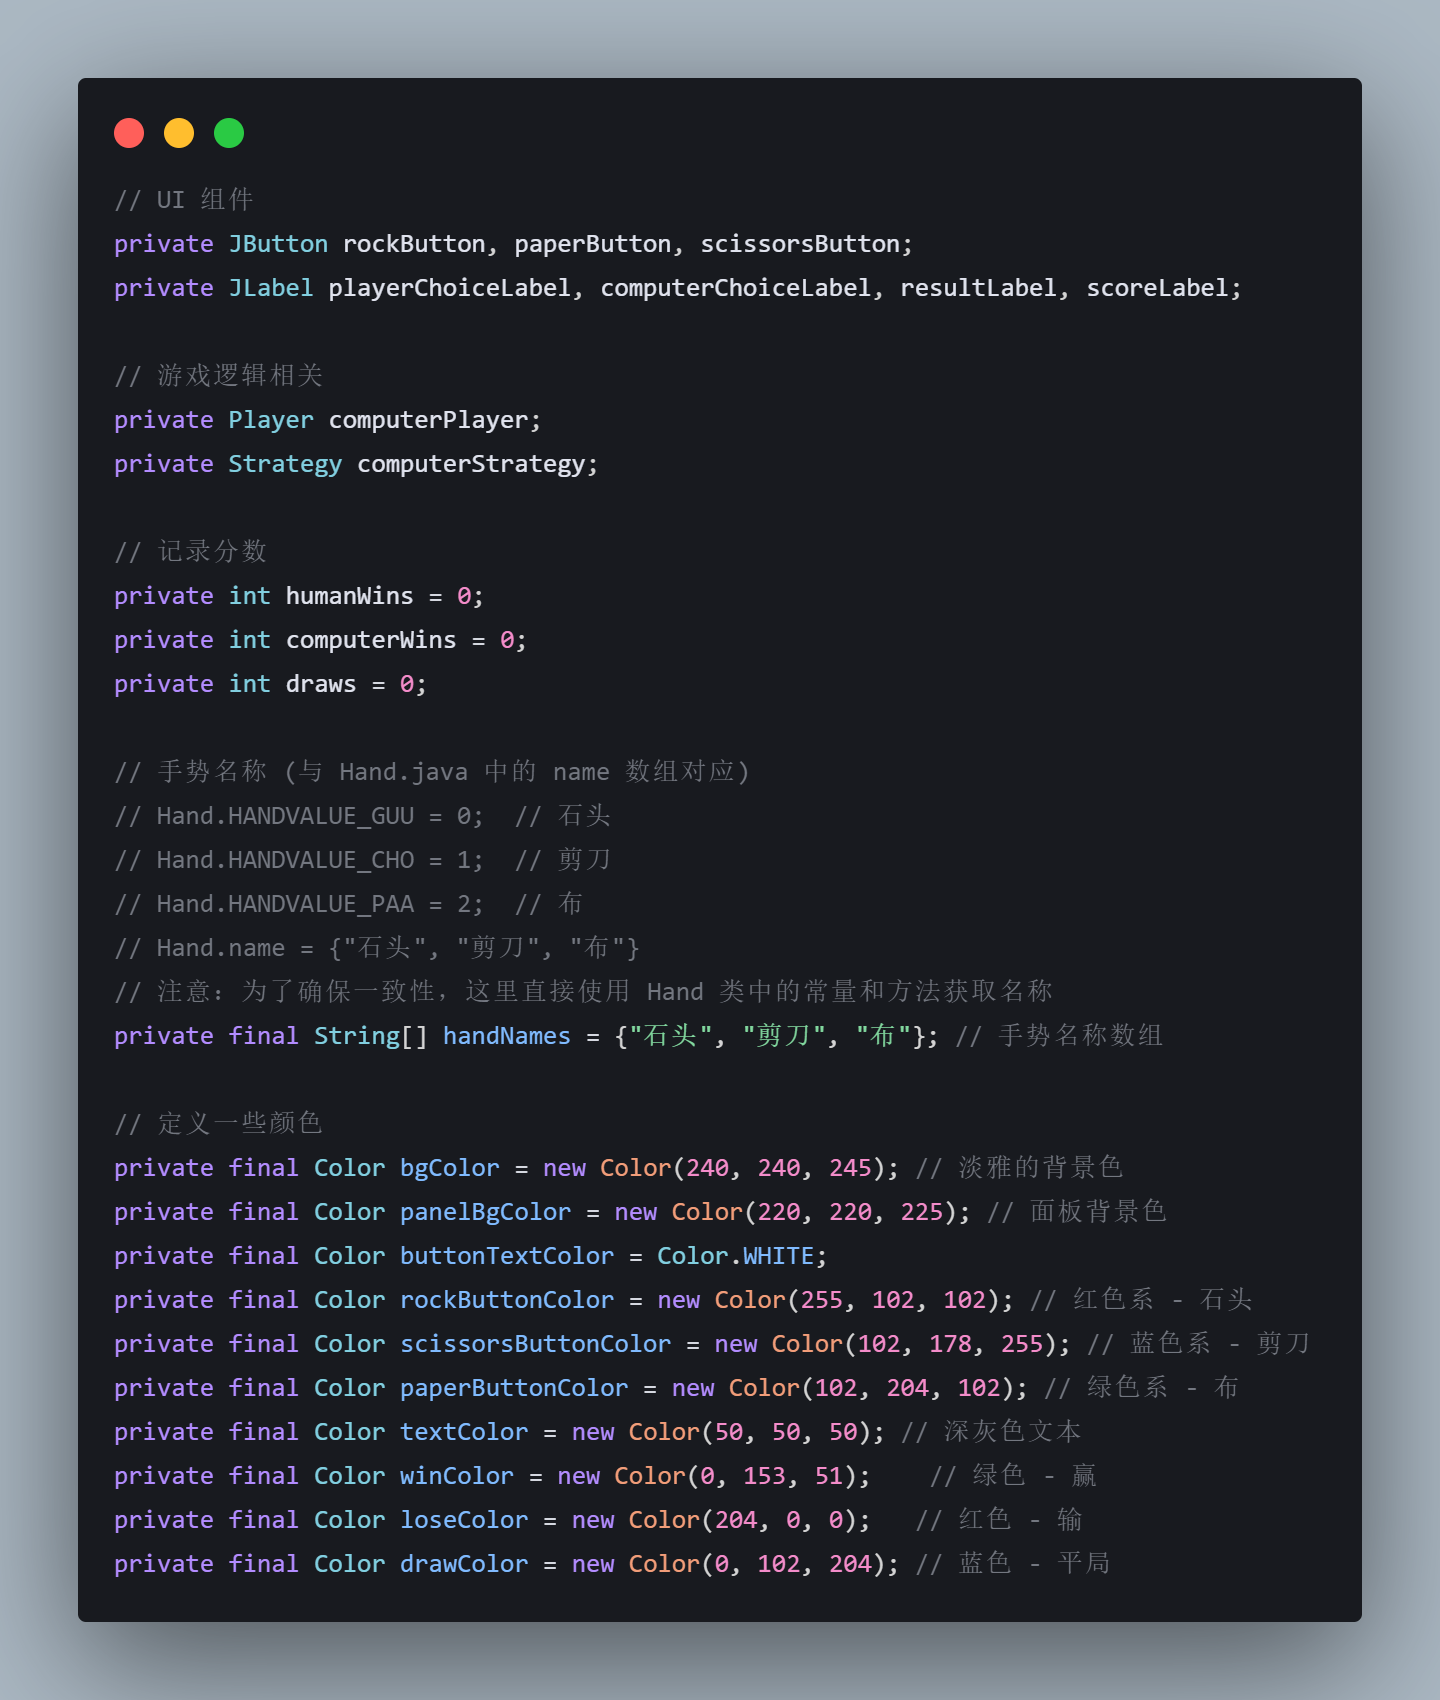 // UI 组件
private JButton rockButton, paperButton, scissorsButton;
private JLabel playerChoiceLabel, computerChoiceLabel, resultLabel, scoreLabel;
// 游戏逻辑相关
private Player computerPlayer;
private Strategy computerStrategy;
// 记录分数
private int humanWins = 0;
private int computerWins = 0;
private int draws = 0;
// 手势名称 (与 Hand.java 中的 name 数组对应)
// Hand.HANDVALUE_GUU = 0;  // 石头
// Hand.HANDVALUE_CHO = 1;  // 剪刀
// Hand.HANDVALUE_PAA = 2;  // 布
// Hand.name = {"石头", "剪刀", "布"}
// 注意：为了确保一致性，这里直接使用 Hand 类中的常量和方法获取名称
private final String[] handNames = {"石头", "剪刀", "布"}; // 手势名称数组
// 定义一些颜色
private final Color bgColor = new Color(240, 240, 245); // 淡雅的背景色
private final Color panelBgColor = new Color(220, 220, 225); // 面板背景色
private final Color buttonTextColor = Color.WHITE;
private final Color rockButtonColor = new Color(255, 102, 102); // 红色系 - 石头
private final Color scissorsButtonColor = new Color(102, 178, 255); // 蓝色系 - 剪刀
private final Color paperButtonColor = new Color(102, 204, 102); // 绿色系 - 布
private final Color textColor = new Color(50, 50, 50); // 深灰色文本
private final Color winColor = new Color(0, 153, 51);    // 绿色 - 赢
private final Color loseColor = new Color(204, 0, 0);   // 红色 - 输
private final Color drawColor = new Color(0, 102, 204); // 蓝色 - 平局